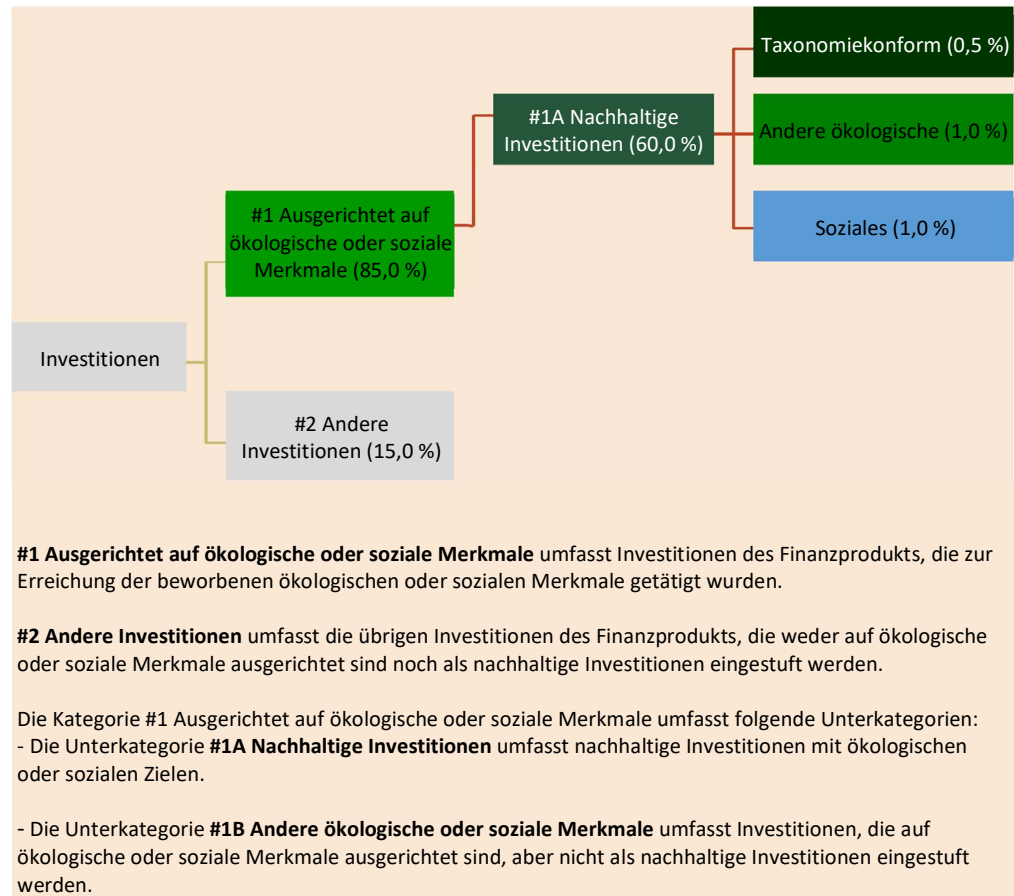 Taxonomiekonform (0,5 %)
#1A Nachhaltige
Investitionen (60,0 %)
Andere ökologische (1,0 %)
#1 Ausgerichtet auf
ökologische oder soziale
Merkmale (85,0 %)
Soziales (1,0 %)
Investitionen
#2 Andere
Investitionen (15,0 %)
#1 Ausgerichtet auf ökologische oder soziale Merkmale umfasst Investitionen des Finanzprodukts, die zur
Erreichung der beworbenen ökologischen oder sozialen Merkmale getätigt wurden.
#2 Andere Investitionen umfasst die übrigen Investitionen des Finanzprodukts, die weder auf ökologische
oder soziale Merkmale ausgerichtet sind noch als nachhaltige Investitionen eingestuft werden.
Die Kategorie #1 Ausgerichtet auf ökologische oder soziale Merkmale umfasst folgende Unterkategorien:
- Die Unterkategorie #1A Nachhaltige Investitionen umfasst nachhaltige Investitionen mit ökologischen
oder sozialen Zielen.
- Die Unterkategorie #1B Andere ökologische oder soziale Merkmale umfasst Investitionen, die auf
ökologische oder soziale Merkmale ausgerichtet sind, aber nicht als nachhaltige Investitionen eingestuft
werden.